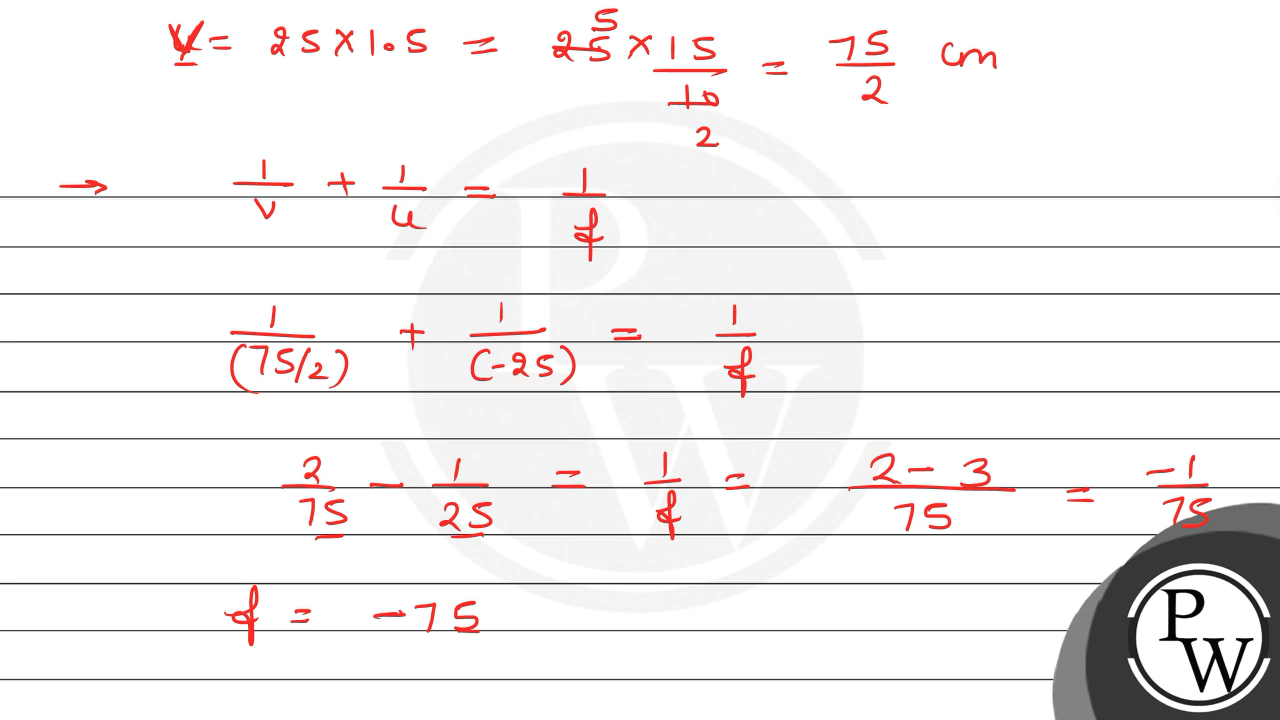 V = 25 × 1.5 = 25 5 × 15/10 2 = 75/2 cm
→ 1/v + 1/u = 1/f
1/(75/2) + 1/(-25) = 1/f
2/75 - 1/25 = 1/f = 2-3/75 = -1/75
f = -75
P
W
P
W